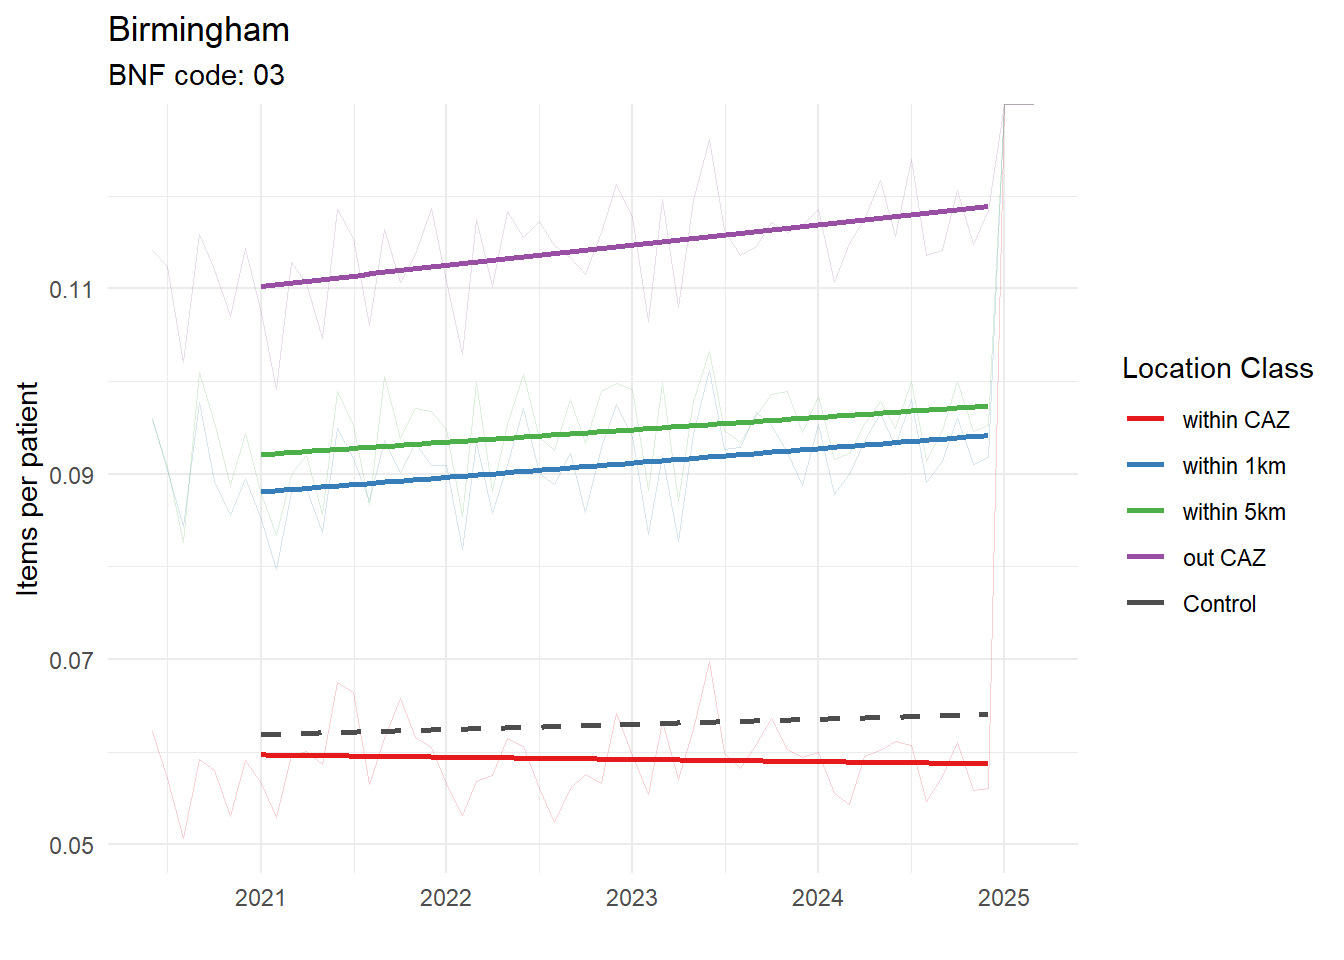 Birmingham
BNF code: 03
Items per patient
0.11
0.09
0.07
0.05
2021
2022
2023
2024
2025
Location Class
within CAZ
within 1km
within 5km
out CAZ
Control